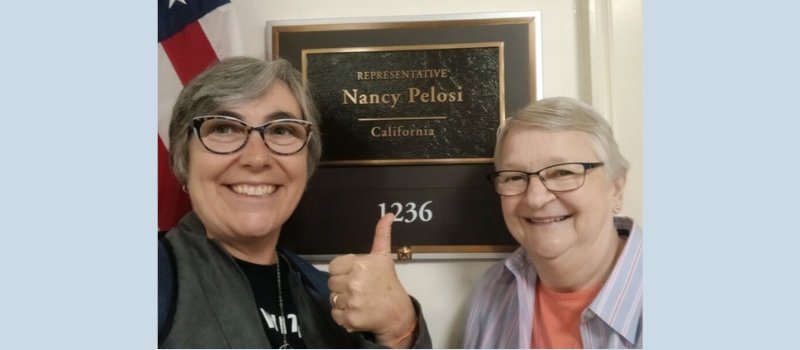 REPRESENTATIVE
Nancy Pelosi
California
1236